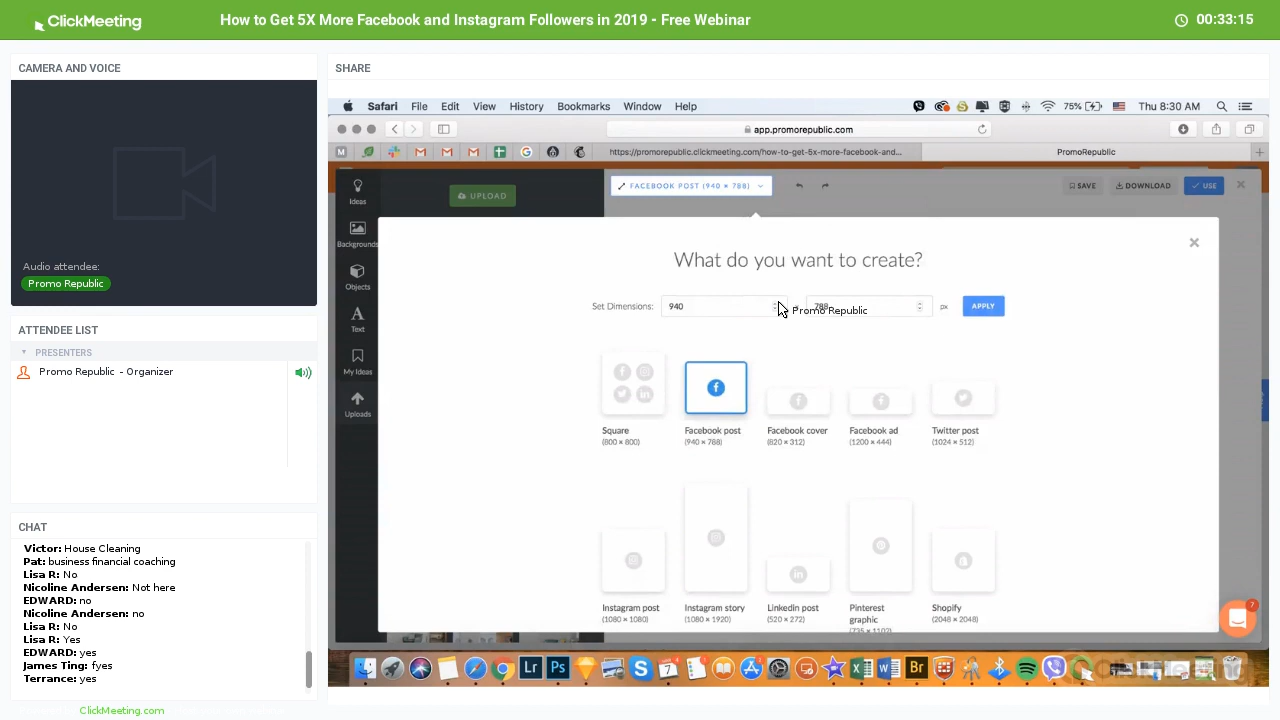 ClickMeeting
How to Get 5X More Facebook and Instagram Followers in 2019 - Free Webinar
00:33:15
CAMERA AND VOICE
Audio attendee:
Promo Republic
ATTENDEE LIST
PRESENTERS
Promo Republic - Organizer
CHAT
Victor: House Cleaning
Pat: business financial coaching
Lisa R: No
Nicoline Andersen: Not here
EDWARD: no
Nicoline Andersen: no
Lisa R: No
Lisa R: Yes
EDWARD: yes
James Ting: fyes
Terrance: yes
ClickMeeting.com
SHARE
Safari File Edit View History Bookmarks Window Help
75% Thu 8:30 AM
app.promorepublic.com
https://promorepublic.clickmeeting.com/how-to-get-5x-more-facebook-and...
PromoRepublic
Ideas
Backgrounds
Objects
Text
My Ideas
Uploads
UPLOAD
FACEBOOK POST (940 × 788)
SAVE
DOWNLOAD
USE
What do you want to create?
Set Dimensions: 940 788 px APPLY
Promo Republic
Square
(800 × 800)
Facebook post
(940 × 788)
Facebook cover
(820 × 312)
Facebook ad
(1200 × 444)
Twitter post
(1024 × 512)
Instagram post
(1080 × 1080)
Instagram story
(1080 × 1920)
Linkedin post
(520 × 272)
Pinterest
graphic
(735 × 1102)
Shopify
(2048 × 2048)
7
Lr Ps
7
Br